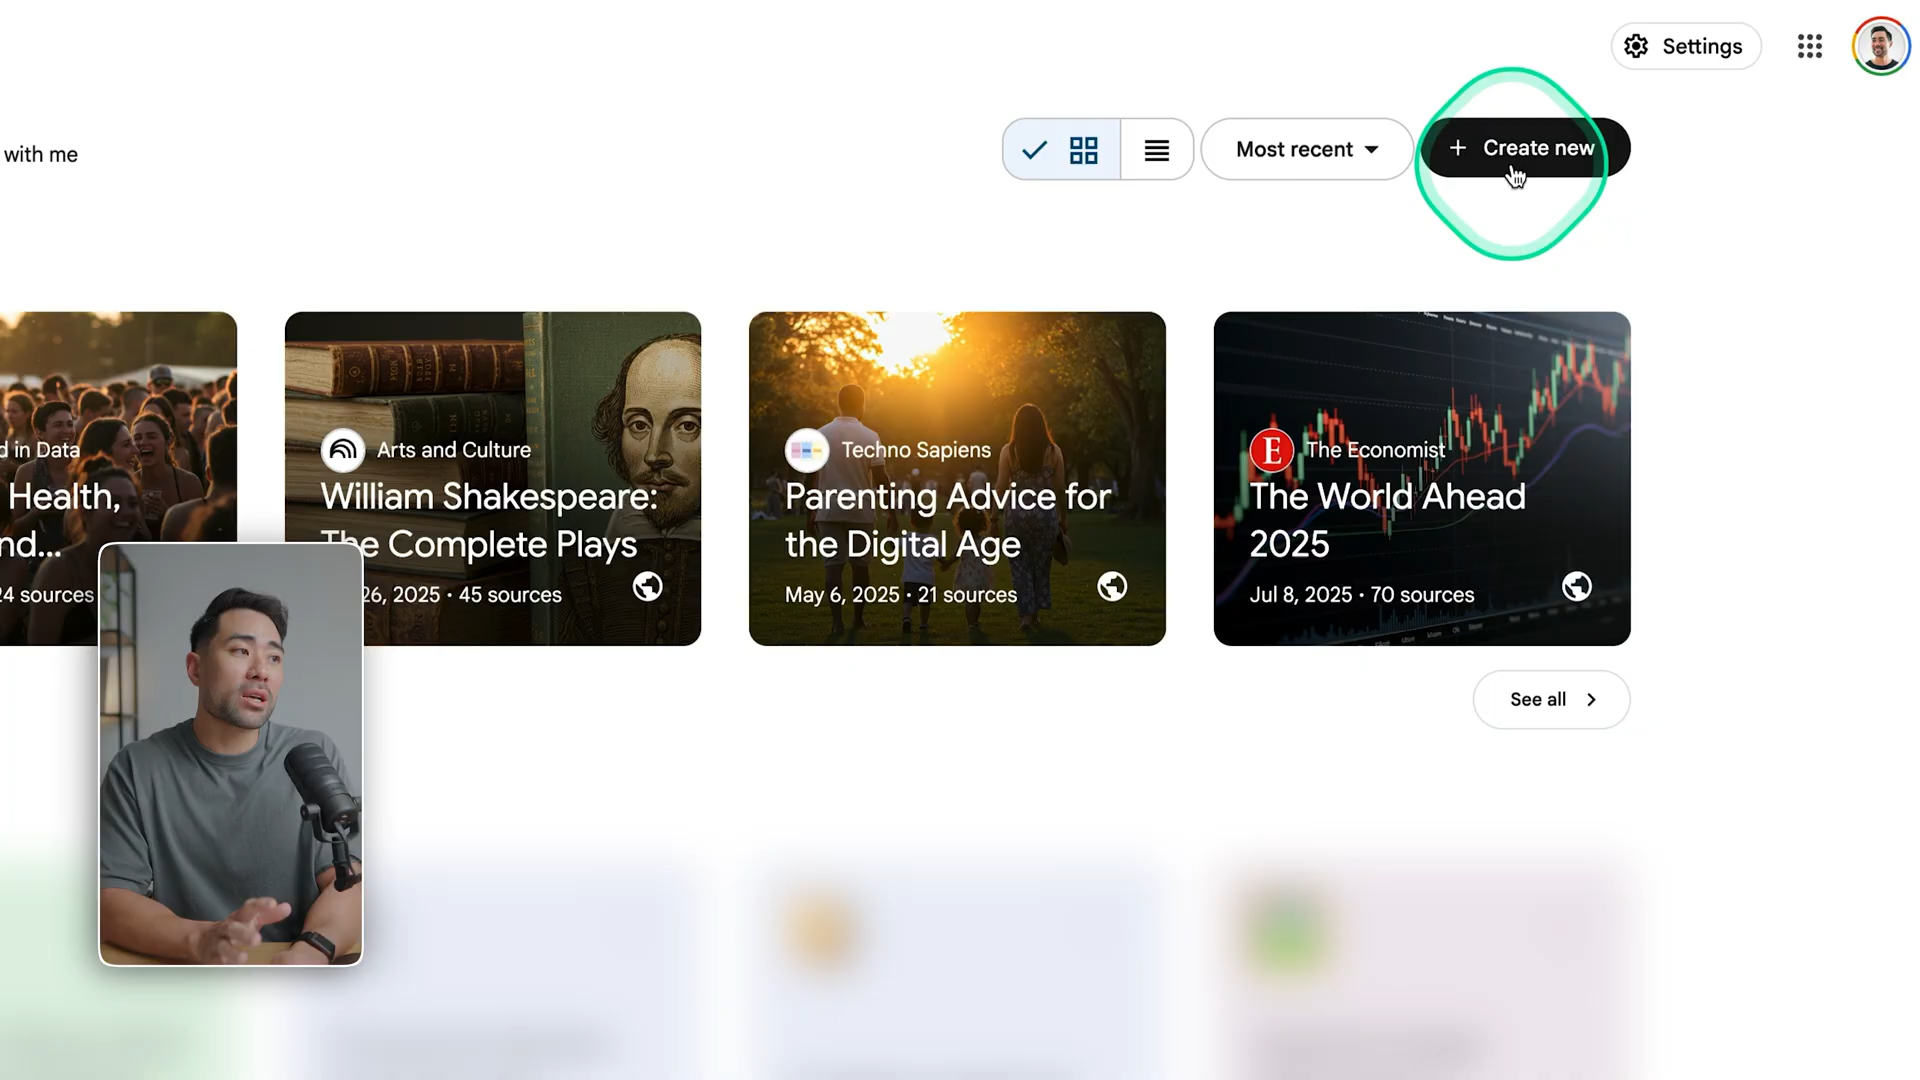 Settings
with me
Most recent
+ Create new
d in Data
Health,
nd...
24 sources
Arts and Culture
William Shakespeare:
The Complete Plays
26, 2025 • 45 sources
Techno Sapiens
Parenting Advice for
the Digital Age
May 6, 2025 • 21 sources
E
The Economist
The World Ahead
2025
Jul 8, 2025 • 70 sources
See all